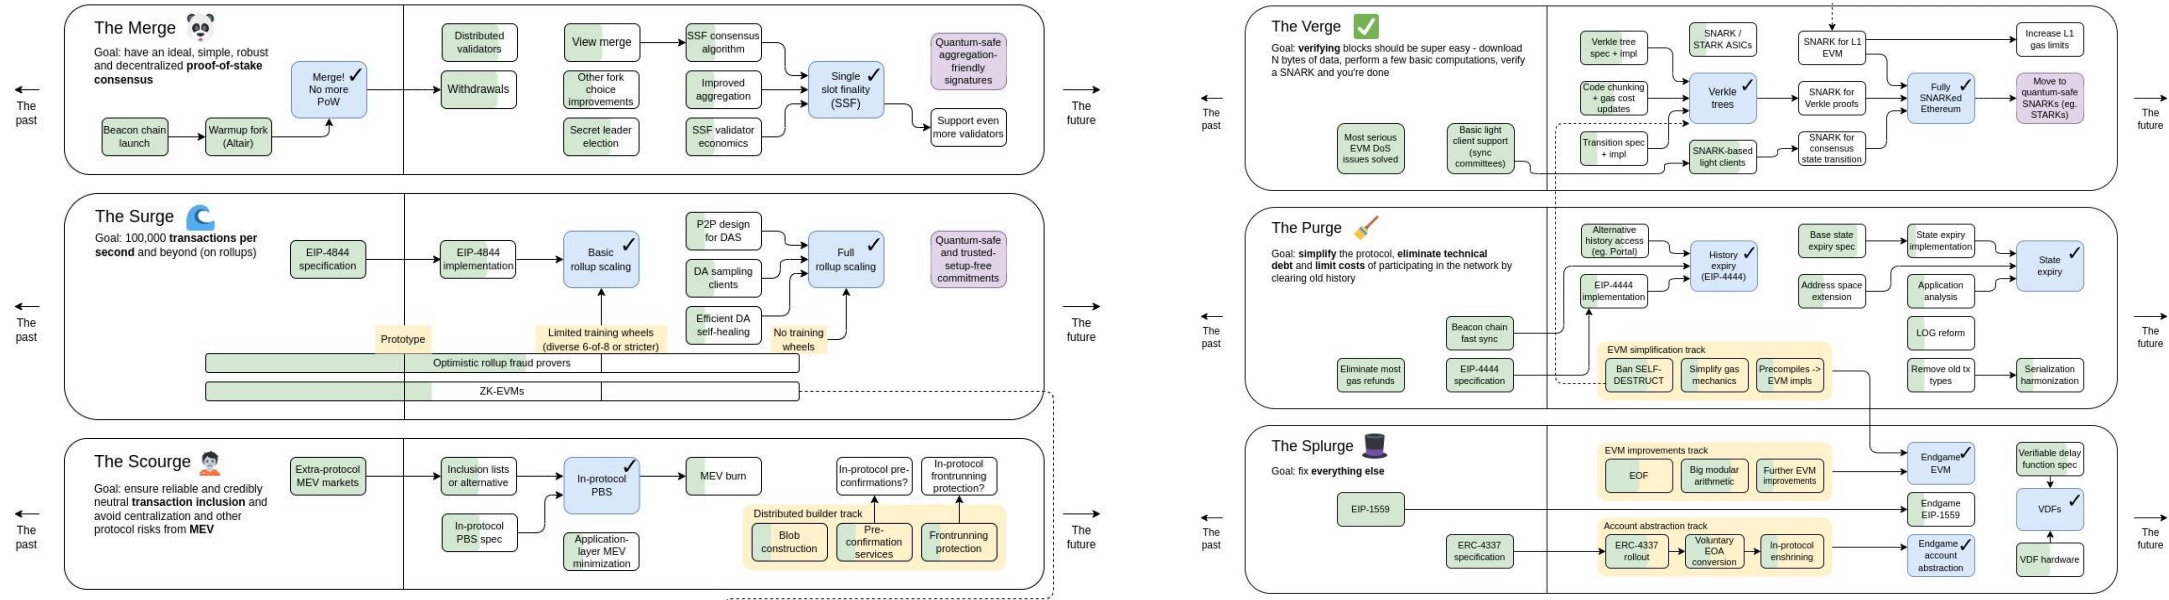 The Merge
Goal: have an ideal, simple, robust
and decentralized proof-of-stake
consensus
Beacon chain
launch
Warmup fork
(Altair)
Merge!
No more
PoW
Distributed
validators
Withdrawals
View merge
Other fork
choice
improvements
Secret leader
election
SSF consensus
algorithm
Improved
aggregation
SSF validator
economics
Single
slot finality
(SSF)
Quantum-safe
aggregation-
friendly
signatures
Support even
more validators
The
past
The
future
The Surge
Goal: 100,000 transactions per
second and beyond (on rollups)
EIP-4844
specification
EIP-4844
implementation
Basic
rollup scaling
P2P design
for DAS
DA sampling
clients
Efficient DA
self-healing
Full
rollup scaling
Quantum-safe
and trusted-
setup-free
commitments
Prototype
Limited training wheels
(diverse 6-of-8 or stricter)
No training
wheels
Optimistic rollup fraud provers
ZK-EVMs
The
past
The
future
The Scourge
Goal: ensure reliable and credibly
neutral transaction inclusion and
avoid centralization and other
protocol risks from MEV
Extra-protocol
MEV markets
Inclusion lists
or alternative
In-protocol
PBS spec
In-protocol
PBS
Application-
layer MEV
minimization
MEV burn
In-protocol pre-
confirmations?
In-protocol
frontrunning
protection?
Distributed builder track
Blob
construction
Pre-
confirmation
services
Frontrunning
protection
The
past
The
future
The Verge
Goal: verifying blocks should be super easy - download
N bytes of data, perform a few basic computations, verify
a SNARK and you're done
Most serious
EVM DoS
issues solved
Basic light
client support
(sync
committees)
Verkle tree
spec + impl
Code chunking
+ gas cost
updates
Transition spec
+ impl
SNARK /
STARK ASICs
Verkle
trees
SNARK-based
light clients
SNARK for L1
EVM
SNARK for
Verkle proofs
SNARK for
consensus
state transition
Fully
SNARKed
Ethereum
Increase L1
gas limits
Move to
quantum-safe
SNARKs (eg.
STARKs)
The
past
The
future
The Purge
Goal: simplify the protocol, eliminate technical
debt and limit costs of participating in the network by
clearing old history
Eliminate most
gas refunds
Beacon chain
fast sync
EIP-4444
specification
Alternative
history access
(eg. Portal)
EIP-4444
implementation
History
expiry
(EIP-4444)
Base state
expiry spec
Address space
extension
State expiry
implementation
Application
analysis
State
expiry
LOG reform
Remove old tx
types
Serialization
harmonization
EVM simplification track
Ban SELF-
DESTRUCT
Simplify gas
mechanics
Precompiles ->
EVM impls
The
past
The
future
The Splurge
Goal: fix everything else
EIP-1559
ERC-4337
specification
EVM improvements track
EOF
Big modular
arithmetic
Further EVM
improvements
Account abstraction track
ERC-4337
rollout
Voluntary
EOA
conversion
In-protocol
enshrining
Endgame
EVM
Endgame
EIP-1559
Endgame
account
abstraction
Verifiable delay
function spec
VDFs
VDF hardware
The
past
The
future